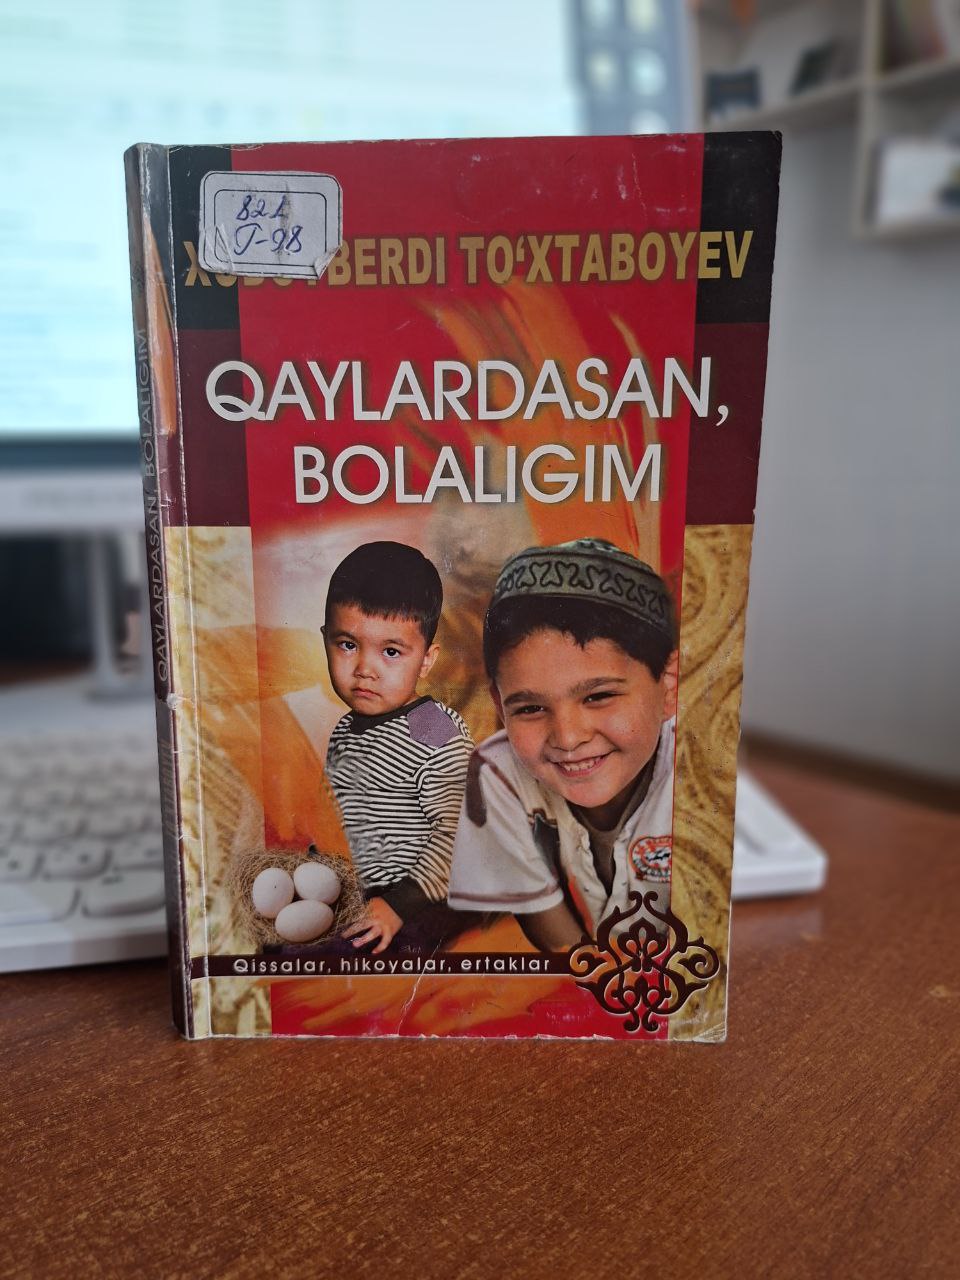 821
T-98
BERDI TO‘XTABOYEV
QAYLARDASAN,
BOLALIGIM
Qissalar, hikoyalar, ertaklar
QAYLARDASAN, BOLALIGIM